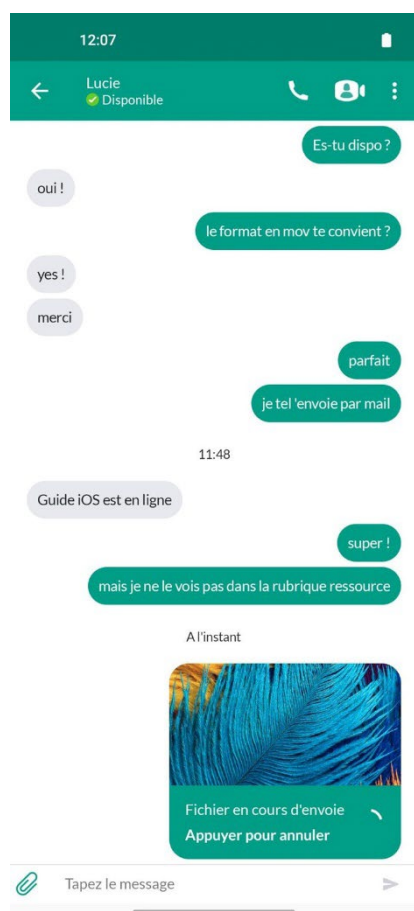 12:07
Lucie
Disponible
Es-tu dispo ?
oui !
le format en mov te convient ?
yes !
merci
parfait
je tel 'envoie par mail
11:48
Guide iOS est en ligne
super !
mais je ne le vois pas dans la rubrique ressource
A l'instant
Fichier en cours d'envoie
Appuyer pour annuler
Tapez le message